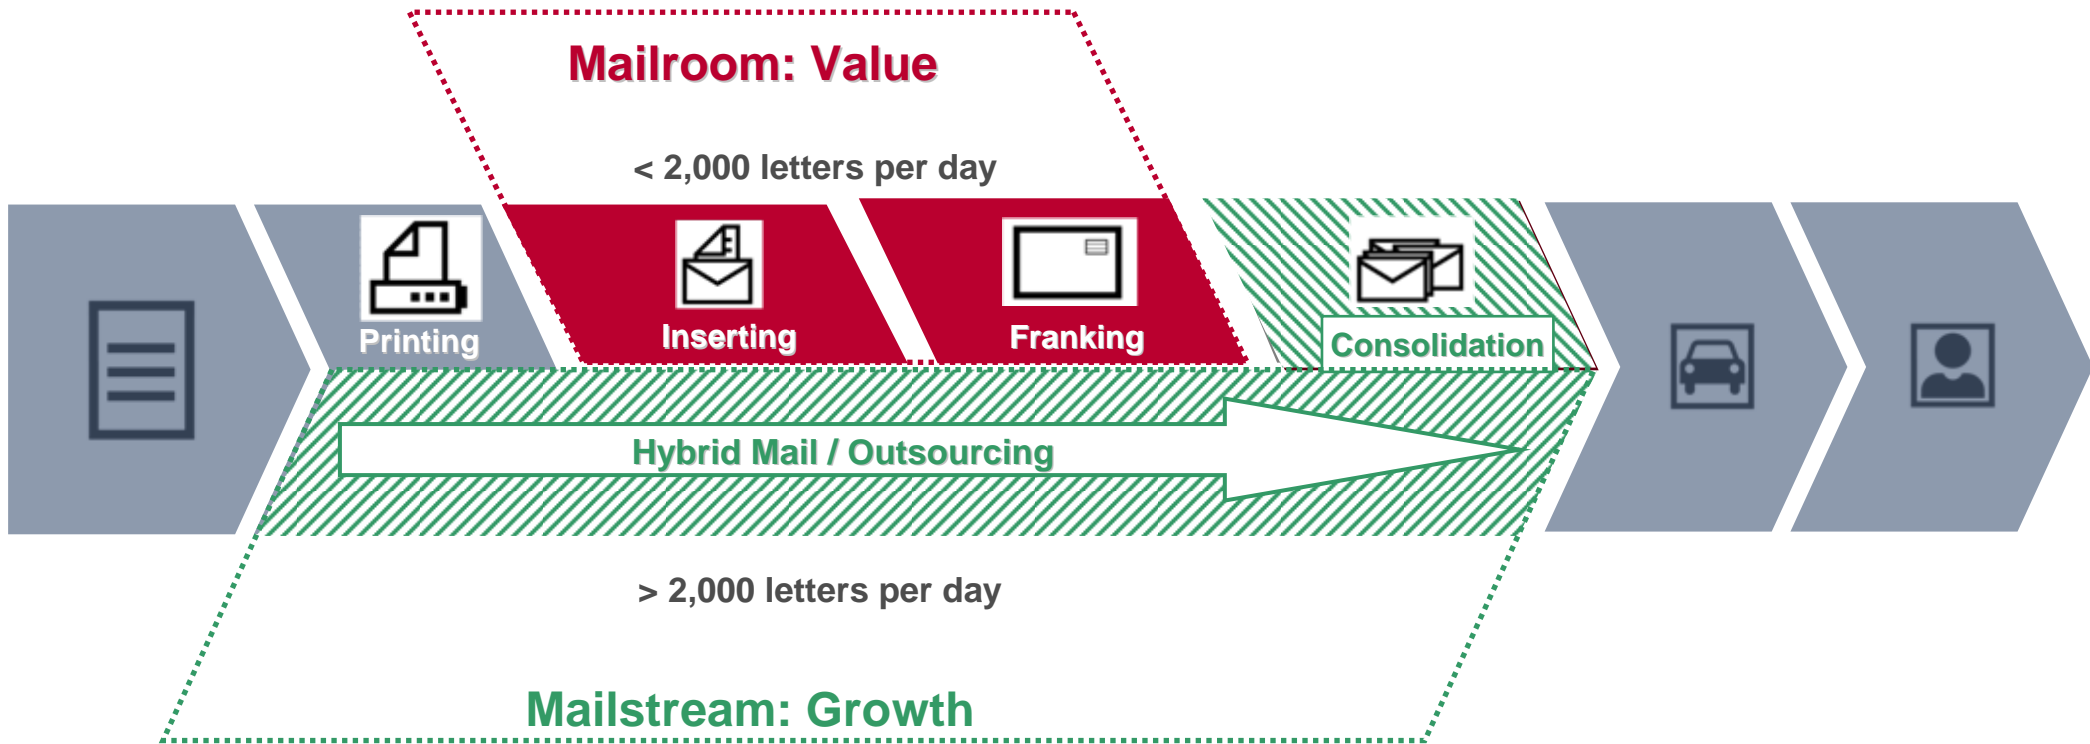 Mailroom: Value
< 2,000 letters per day
Printing
Inserting
Franking
Consolidation
Hybrid Mail / Outsourcing
> 2,000 letters per day
Mailstream: Growth